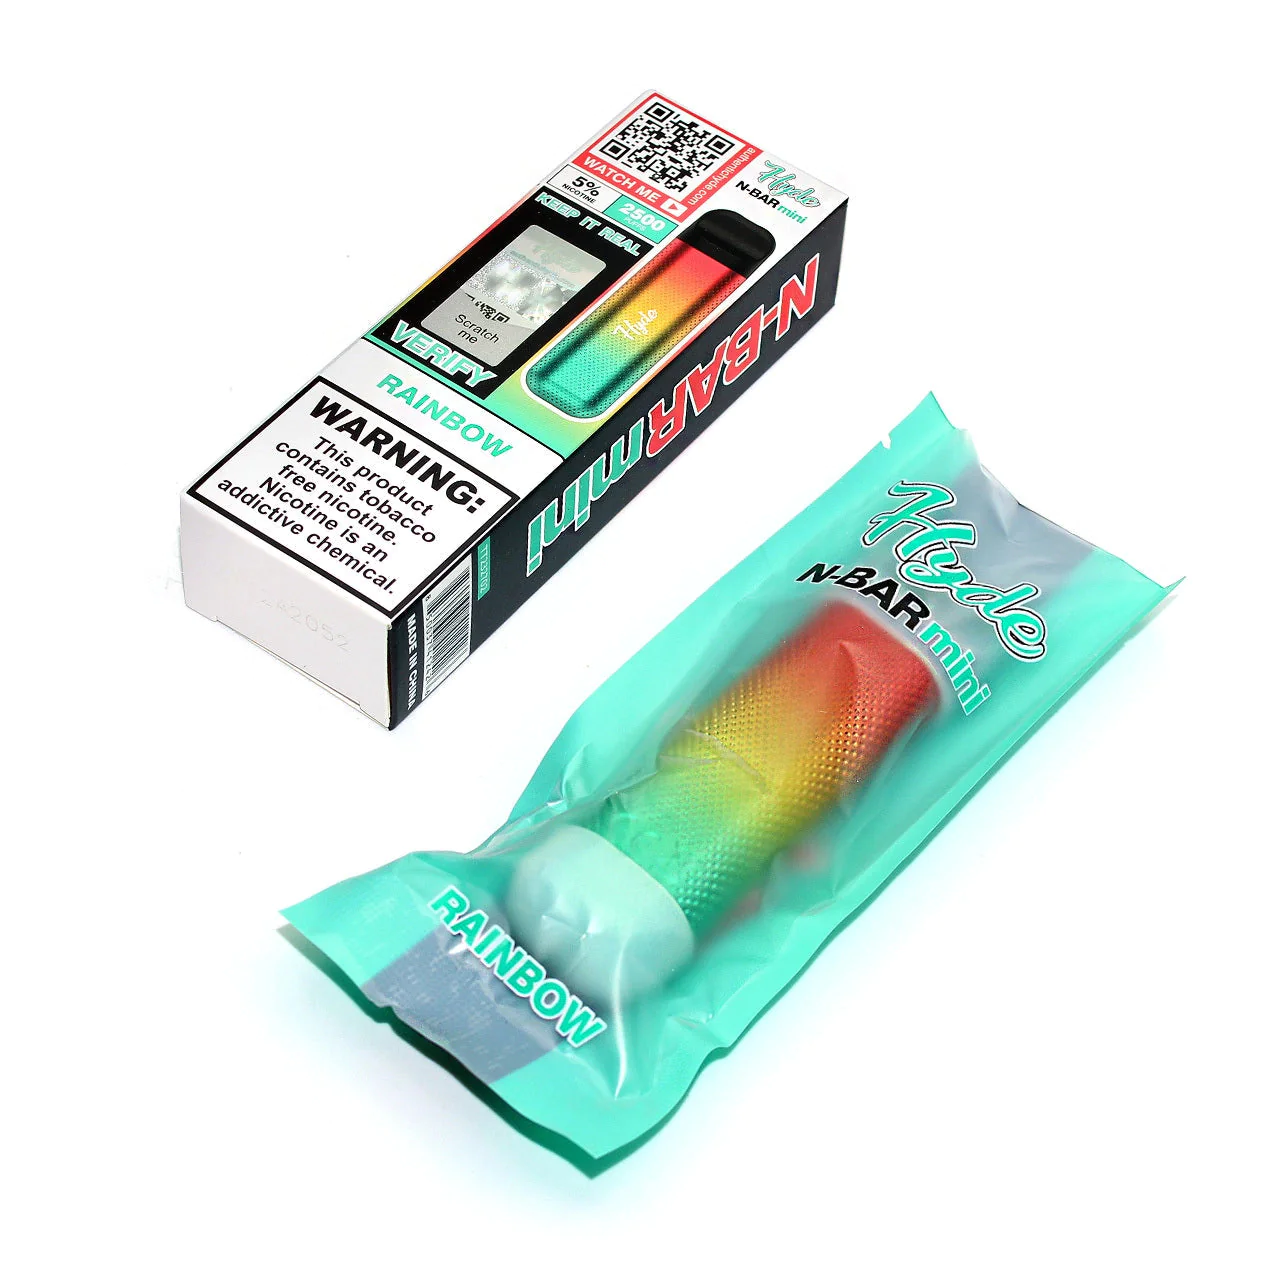 WATCH ME
authentichyde.com
Hyde
N-BAR mini
5%
NICOTINE
2500
PUFFS
KEEP IT REAL
Scratch
me
VERIFY
Hyde
RAINBOW
WARNING:
This product
contains tobacco
free nicotine.
Nicotine is an
addictive chemical.
N-BAR mini
MADE IN CHINA
242052
Hyde
N-BAR mini
RAINBOW